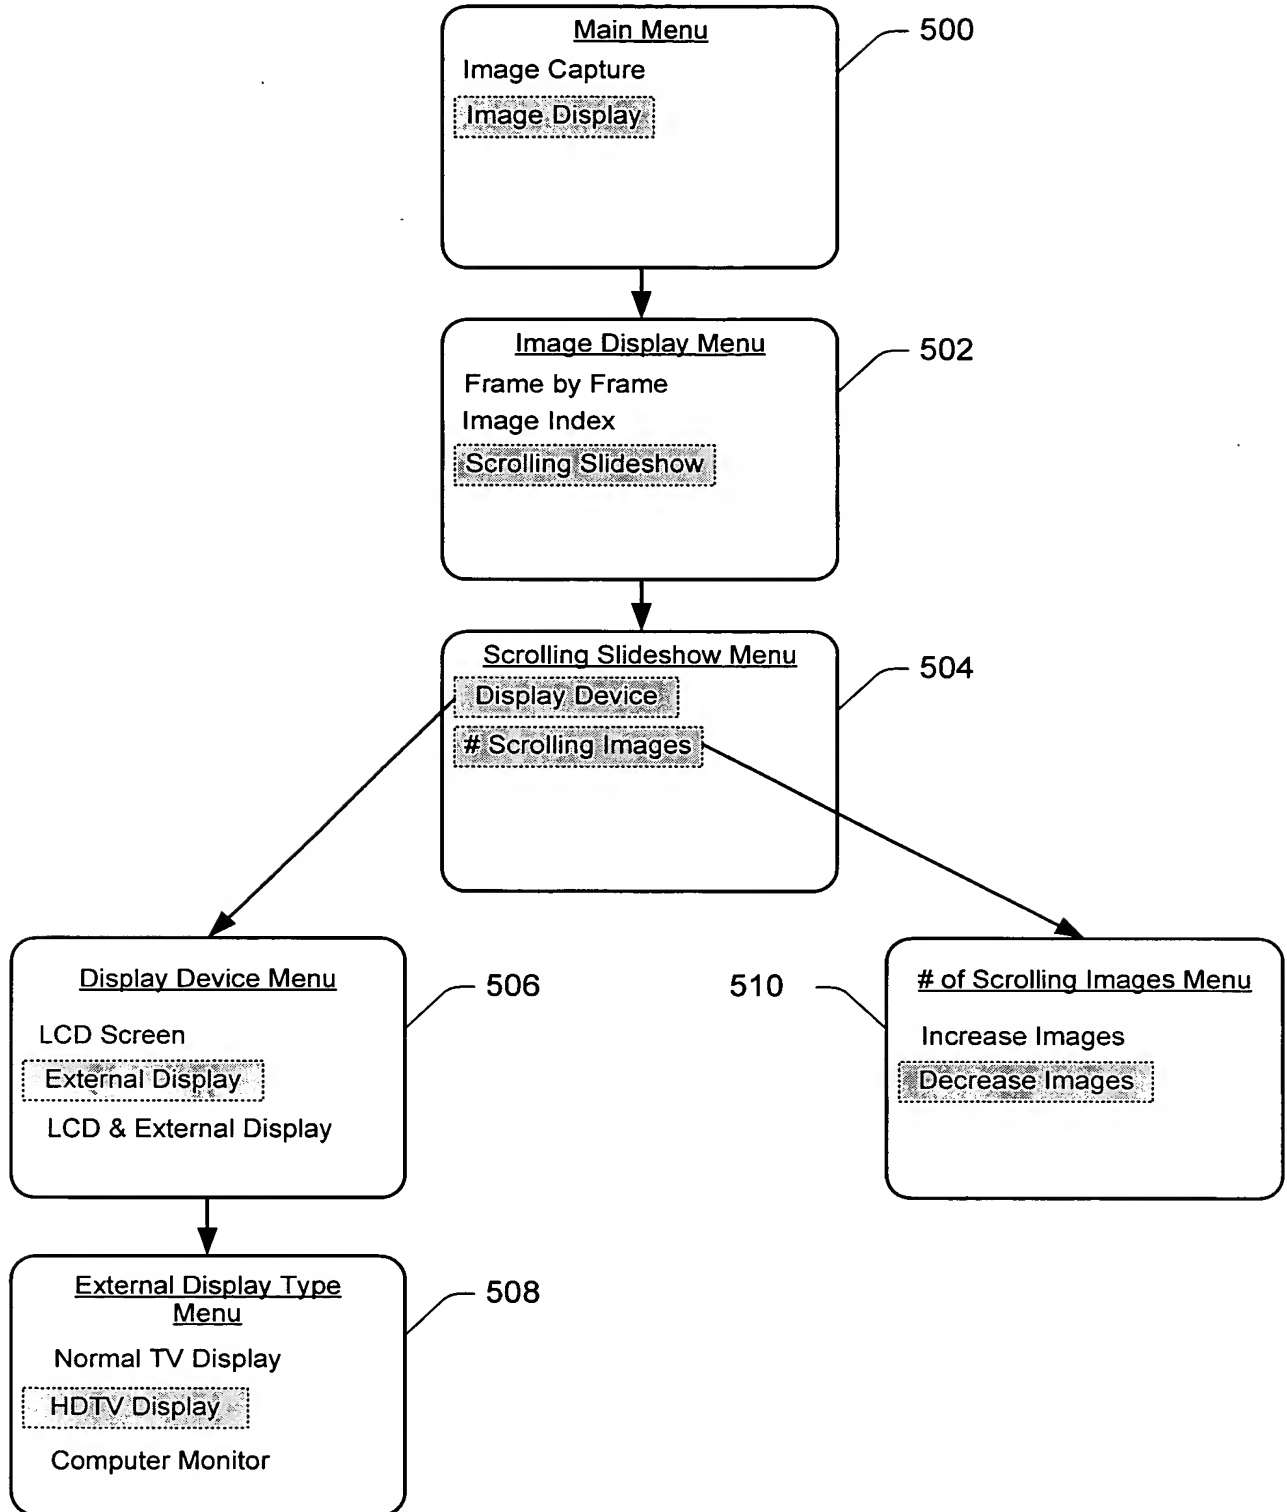 Main Menu
500
Image Capture
Image Display
Image Display Menu
502
Frame by Frame
Image Index
Scrolling Slideshow
Scrolling Slideshow Menu
504
Display Device
# Scrolling Images
Display Device Menu
506
LCD Screen
External Display
LCD & External Display
510
# of Scrolling Images Menu
Increase Images
Decrease Images
External Display Type
Menu
508
Normal TV Display
HDTV Display
Computer Monitor